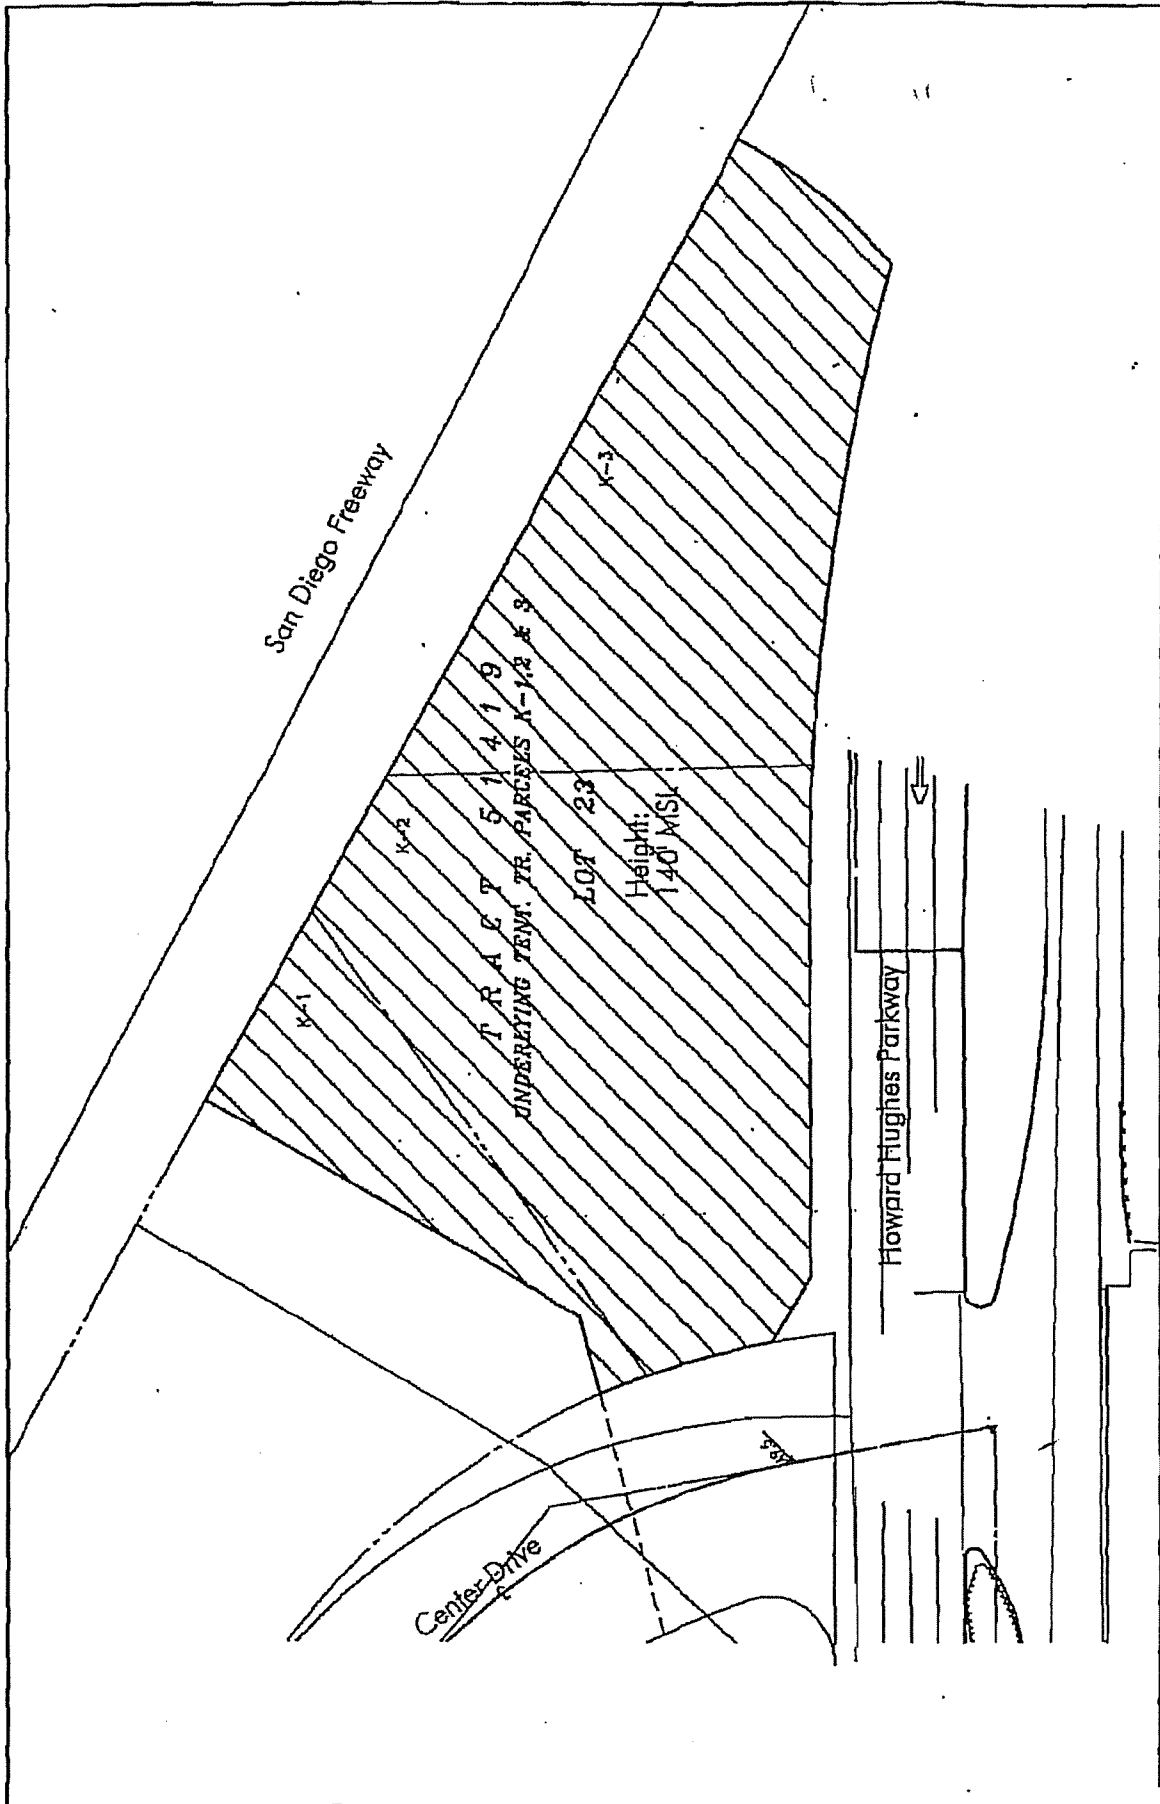 San Diego Freeway
K-3
K-2
K-1
TRACT 51419
UNDERLYING TENT. TR. PARCELS K-1,2 & 3
LOT 23
Height:
140' MSL
Howard Hughes Parkway
Center Drive